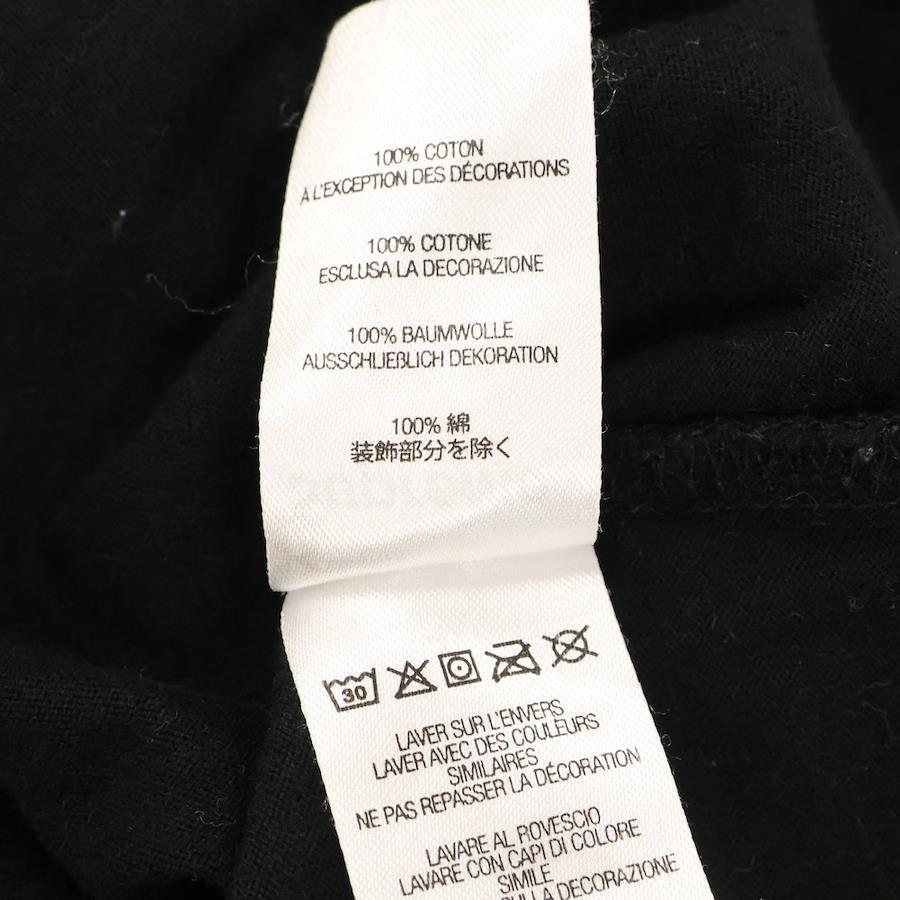 100% COTON
A L'EXCEPTION DES DÉCORATIONS
100% COTONE
ESCLUSA LA DECORAZIONE
100% BAUMWOLLE
AUSSCHLIEßLICH DEKORATION
100% 綿
装飾部分を除く
30
LAVER SUR L'ENVERS
LAVER AVEC DES COULEURS
SIMILAIRES
NE PAS REPASSER LA DÉCORATION
LAVARE AL ROVESCIO
LAVARE CON CAPI DI COLORE
SIMILE
SULLA DECORAZIONE